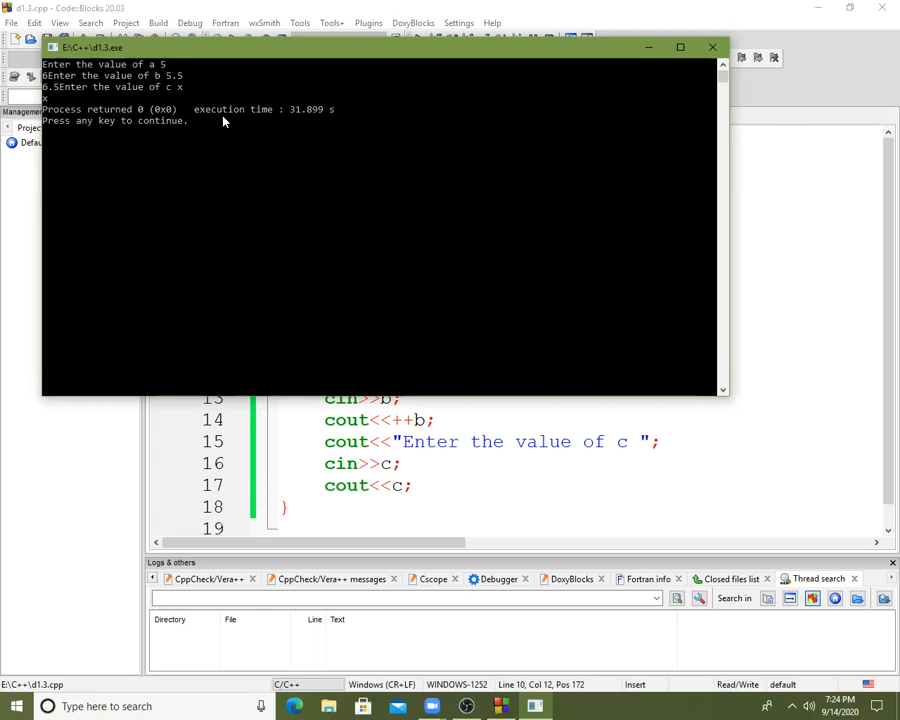 d1.3.cpp - Code::Blocks 20.03
File Edit View Search Project Build Debug Fortran wxSmith Tools Tools+ Plugins DoxyBlocks Settings Help
E:\C++\d1.3.exe
Enter the value of a 5
6Enter the value of b 5.5
6.5Enter the value of c x
x
Process returned 0 (0x0)   execution time : 31.899 s
Press any key to continue.
Management
Projec
Defau
13 cin>>b;
14 cout<<++b;
15 cout<<"Enter the value of c ";
16 cin>>c;
17 cout<<c;
18 }
19
Logs & others
CppCheck/Vera++ CppCheck/Vera++ messages Cscope Debugger DoxyBlocks Fortran info Closed files list Thread search
Search in
Directory File Line Text
E:\C++\d1.3.cpp C/C++ Windows (CR+LF) WINDOWS-1252 Line 10, Col 12, Pos 172 Insert Read/Write default
Type here to search
7:24 PM
9/14/2020